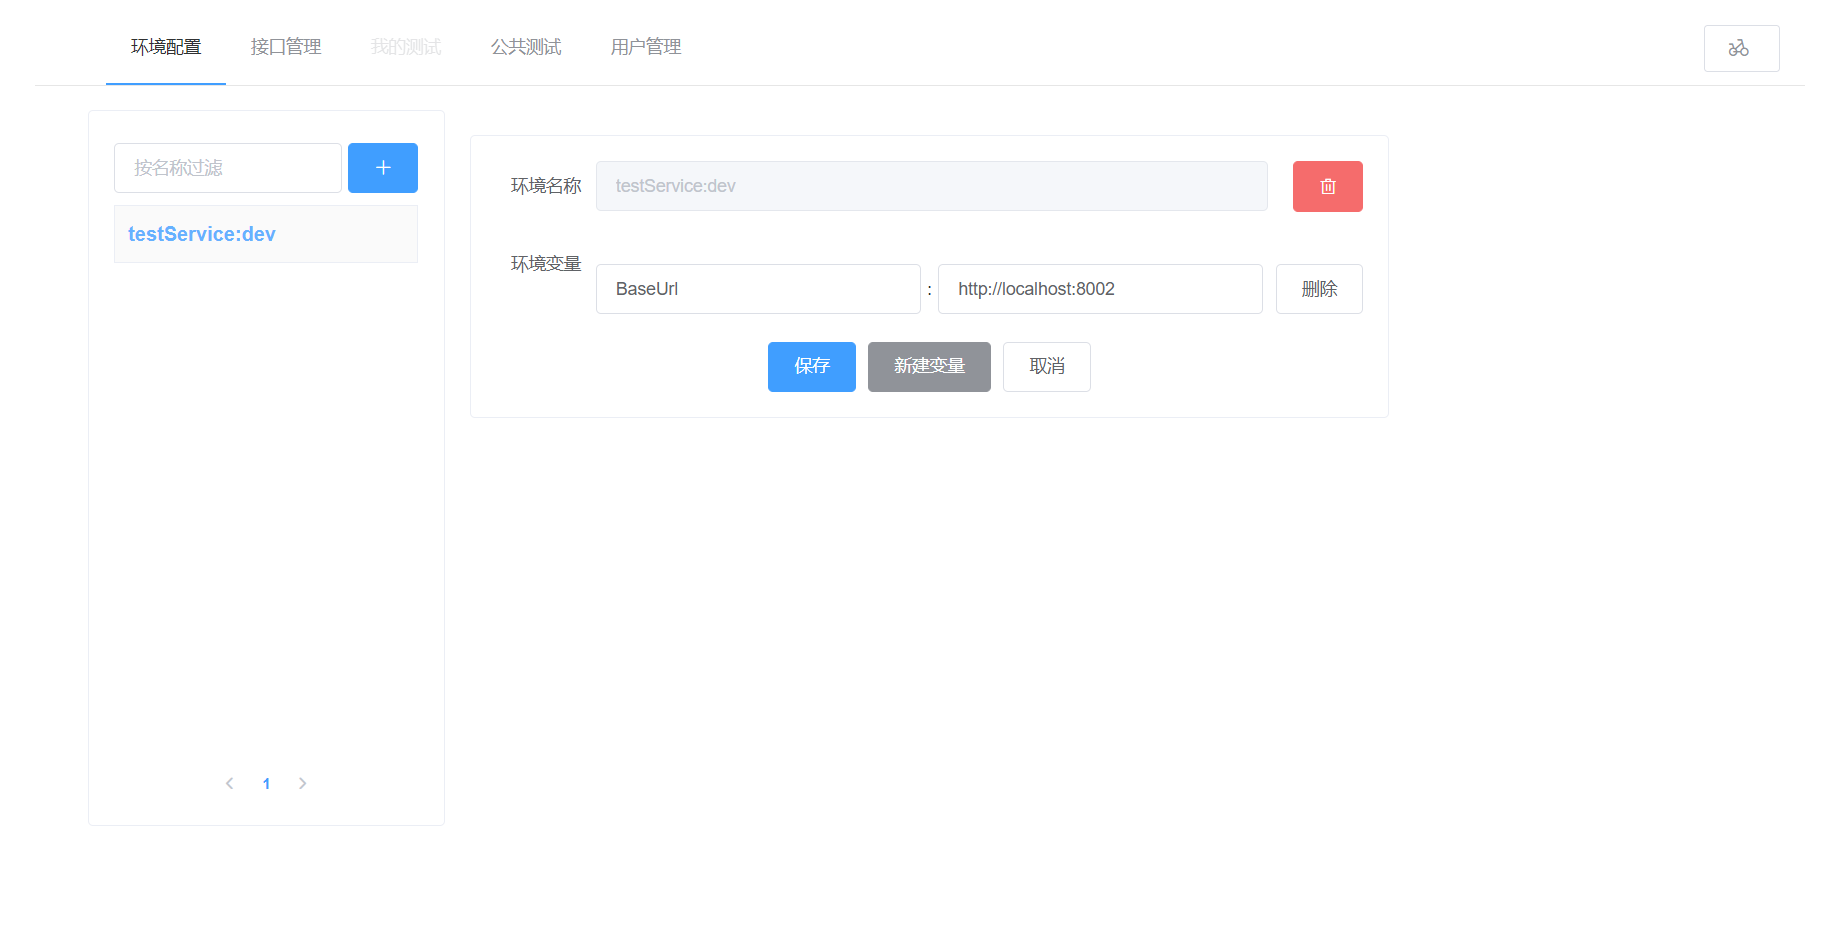 环境配置 接口管理 我的测试 公共测试 用户管理
按名称过滤
testService:dev
1
环境名称 testService:dev
环境变量
BaseUrl : http://localhost:8002 删除
保存 新建变量 取消